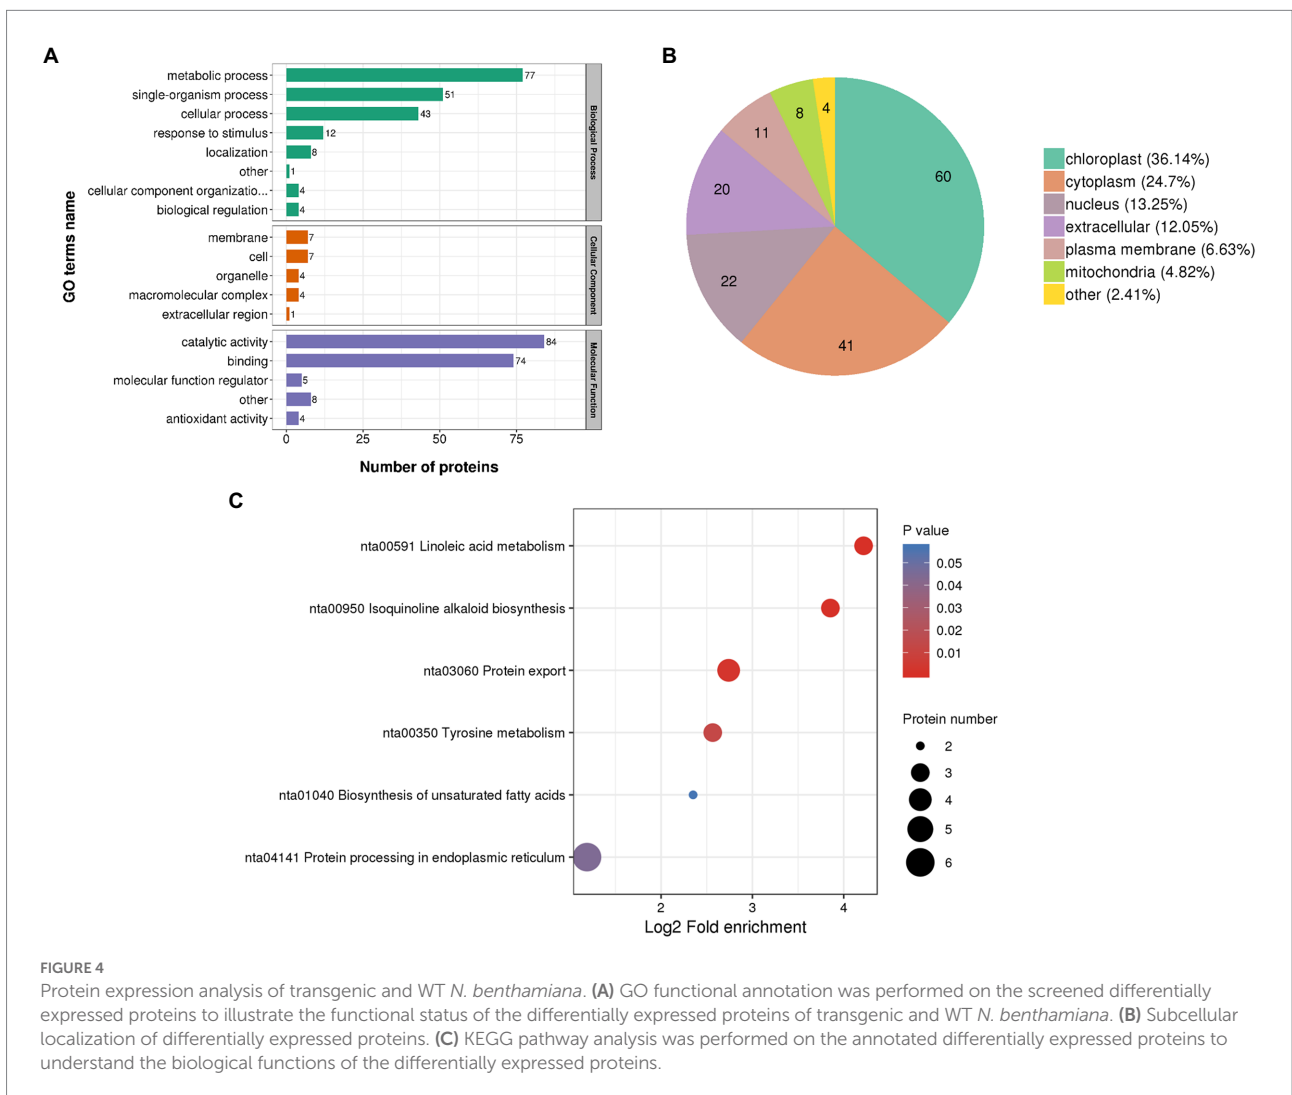 A
GO terms name
metabolic process 77
single-organism process 51
cellular process 43
response to stimulus 12
localization 8
other 1
cellular component organizatio... 4
biological regulation 4
Biological Process
membrane 7
cell 7
organelle 4
macromolecular complex 4
extracellular region 1
Cellular Component
catalytic activity 84
binding 74
molecular function regulator 5
other 8
antioxidant activity 4
Molecular Function
0 25 50 75
Number of proteins
B
60
41
22
20
11
8
4
chloroplast (36.14%)
cytoplasm (24.7%)
nucleus (13.25%)
extracellular (12.05%)
plasma membrane (6.63%)
mitochondria (4.82%)
other (2.41%)
C
nta00591 Linoleic acid metabolism
nta00950 Isoquinoline alkaloid biosynthesis
nta03060 Protein export
nta00350 Tyrosine metabolism
nta01040 Biosynthesis of unsaturated fatty acids
nta04141 Protein processing in endoplasmic reticulum
2 3 4
Log2 Fold enrichment
P value
0.05
0.04
0.03
0.02
0.01
Protein number
2
3
4
5
6
FIGURE 4
Protein expression analysis of transgenic and WT N. benthamiana. (A) GO functional annotation was performed on the screened differentially
expressed proteins to illustrate the functional status of the differentially expressed proteins of transgenic and WT N. benthamiana. (B) Subcellular
localization of differentially expressed proteins. (C) KEGG pathway analysis was performed on the annotated differentially expressed proteins to
understand the biological functions of the differentially expressed proteins.